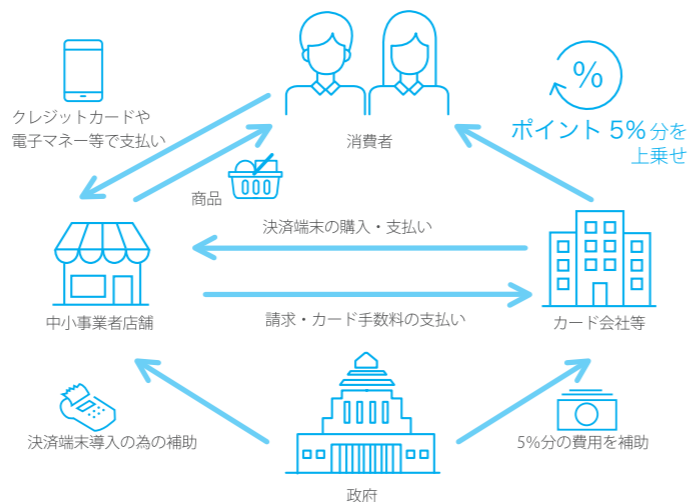 クレジットカードや
電子マネー等で支払い
消費者
%
ポイント 5%分を
上乗せ
商品
決済端末の購入・支払い
中小事業者店舗
請求・カード手数料の支払い
カード会社等
決済端末導入の為の補助
5%分の費用を補助
政府